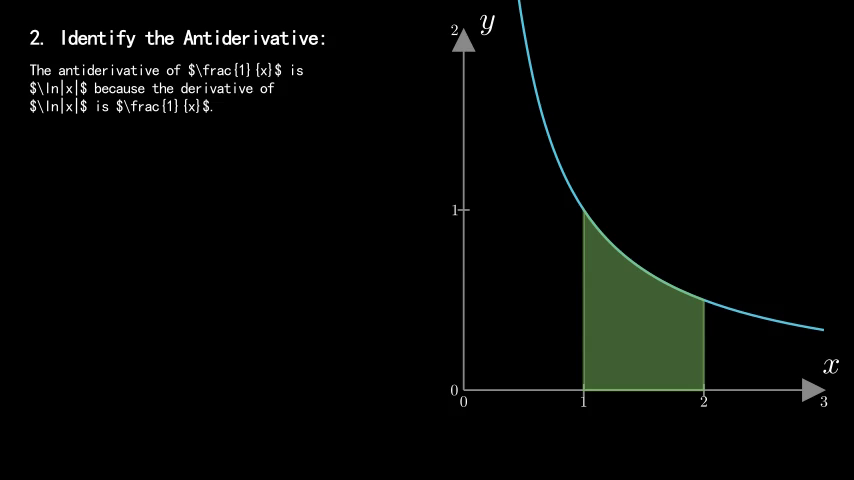 2. Identify the Antiderivative:
The antiderivative of $\frac{1}{x}$ is
$\ln|x|$ because the derivative of
$\ln|x|$ is $\frac{1}{x}$.
y
2
1
0
0 1 2 3
x